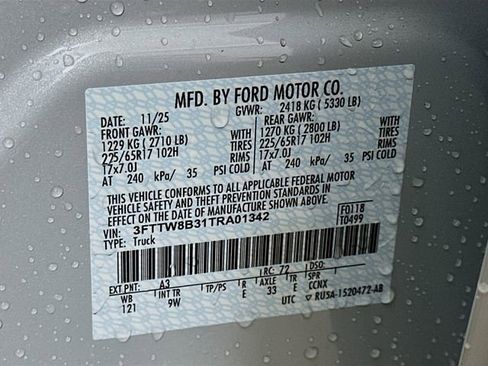 MFD. BY FORD MOTOR CO.
DATE: 11/25 GVWR: 2418 KG ( 5330 LB)
FRONT GAWR: REAR GAWR:
1229 KG ( 2710 LB) WITH 1270 KG ( 2800 LB) WITH
225/65R17 102H TIRES 225/65R17 102H TIRES
17x7.0J RIMS 17x7.0J RIMS
AT 240 kPa/ 35 PSI COLD AT 240 kPa/ 35 PSI COLD
THIS VEHICLE CONFORMS TO ALL APPLICABLE FEDERAL MOTOR
VEHICLE SAFETY AND THEFT PREVENTION STANDARDS IN
EFFECT ON THE DATE OF MANUFACTURE SHOWN ABOVE.
VIN: 3FTTW8B31TRA01342 F0118
TYPE: Truck T0499
EXT PNT: A3 RC: 72 DSO:
WB INT TR TP/PS R AXLE TR SPR
121 9W E 33 E CCNX
UTC RU5A-1520472-AB